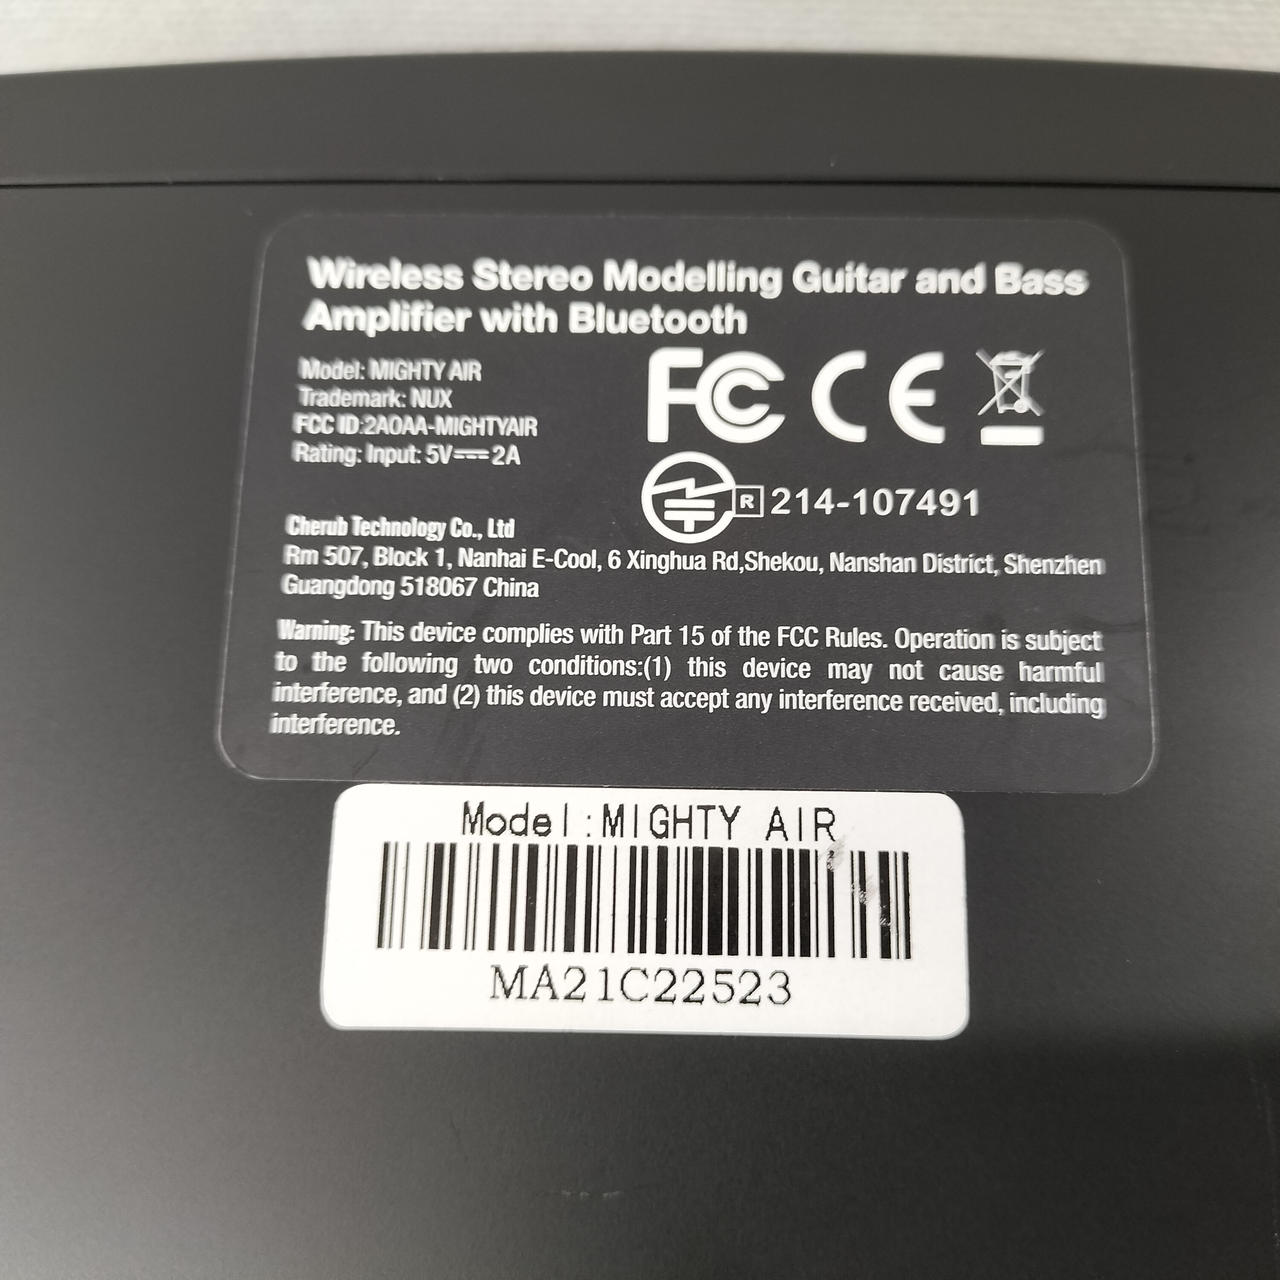 Wireless Stereo Modelling Guitar and Bass
Amplifier with Bluetooth
Model: MIGHTY AIR
Trademark: NUX
FCC ID:2AOAA-MIGHTYAIR
Rating: Input: 5V⎓2A
FC CE
R 214-107491
Cherub Technology Co., Ltd
Rm 507, Block 1, Nanhai E-Cool, 6 Xinghua Rd,Shekou, Nanshan District, Shenzhen
Guangdong 518067 China
Warning: This device complies with Part 15 of the FCC Rules. Operation is subject
to the following two conditions:(1) this device may not cause harmful
interference, and (2) this device must accept any interference received, including
interference.
Model:MIGHTY AIR
MA21C22523